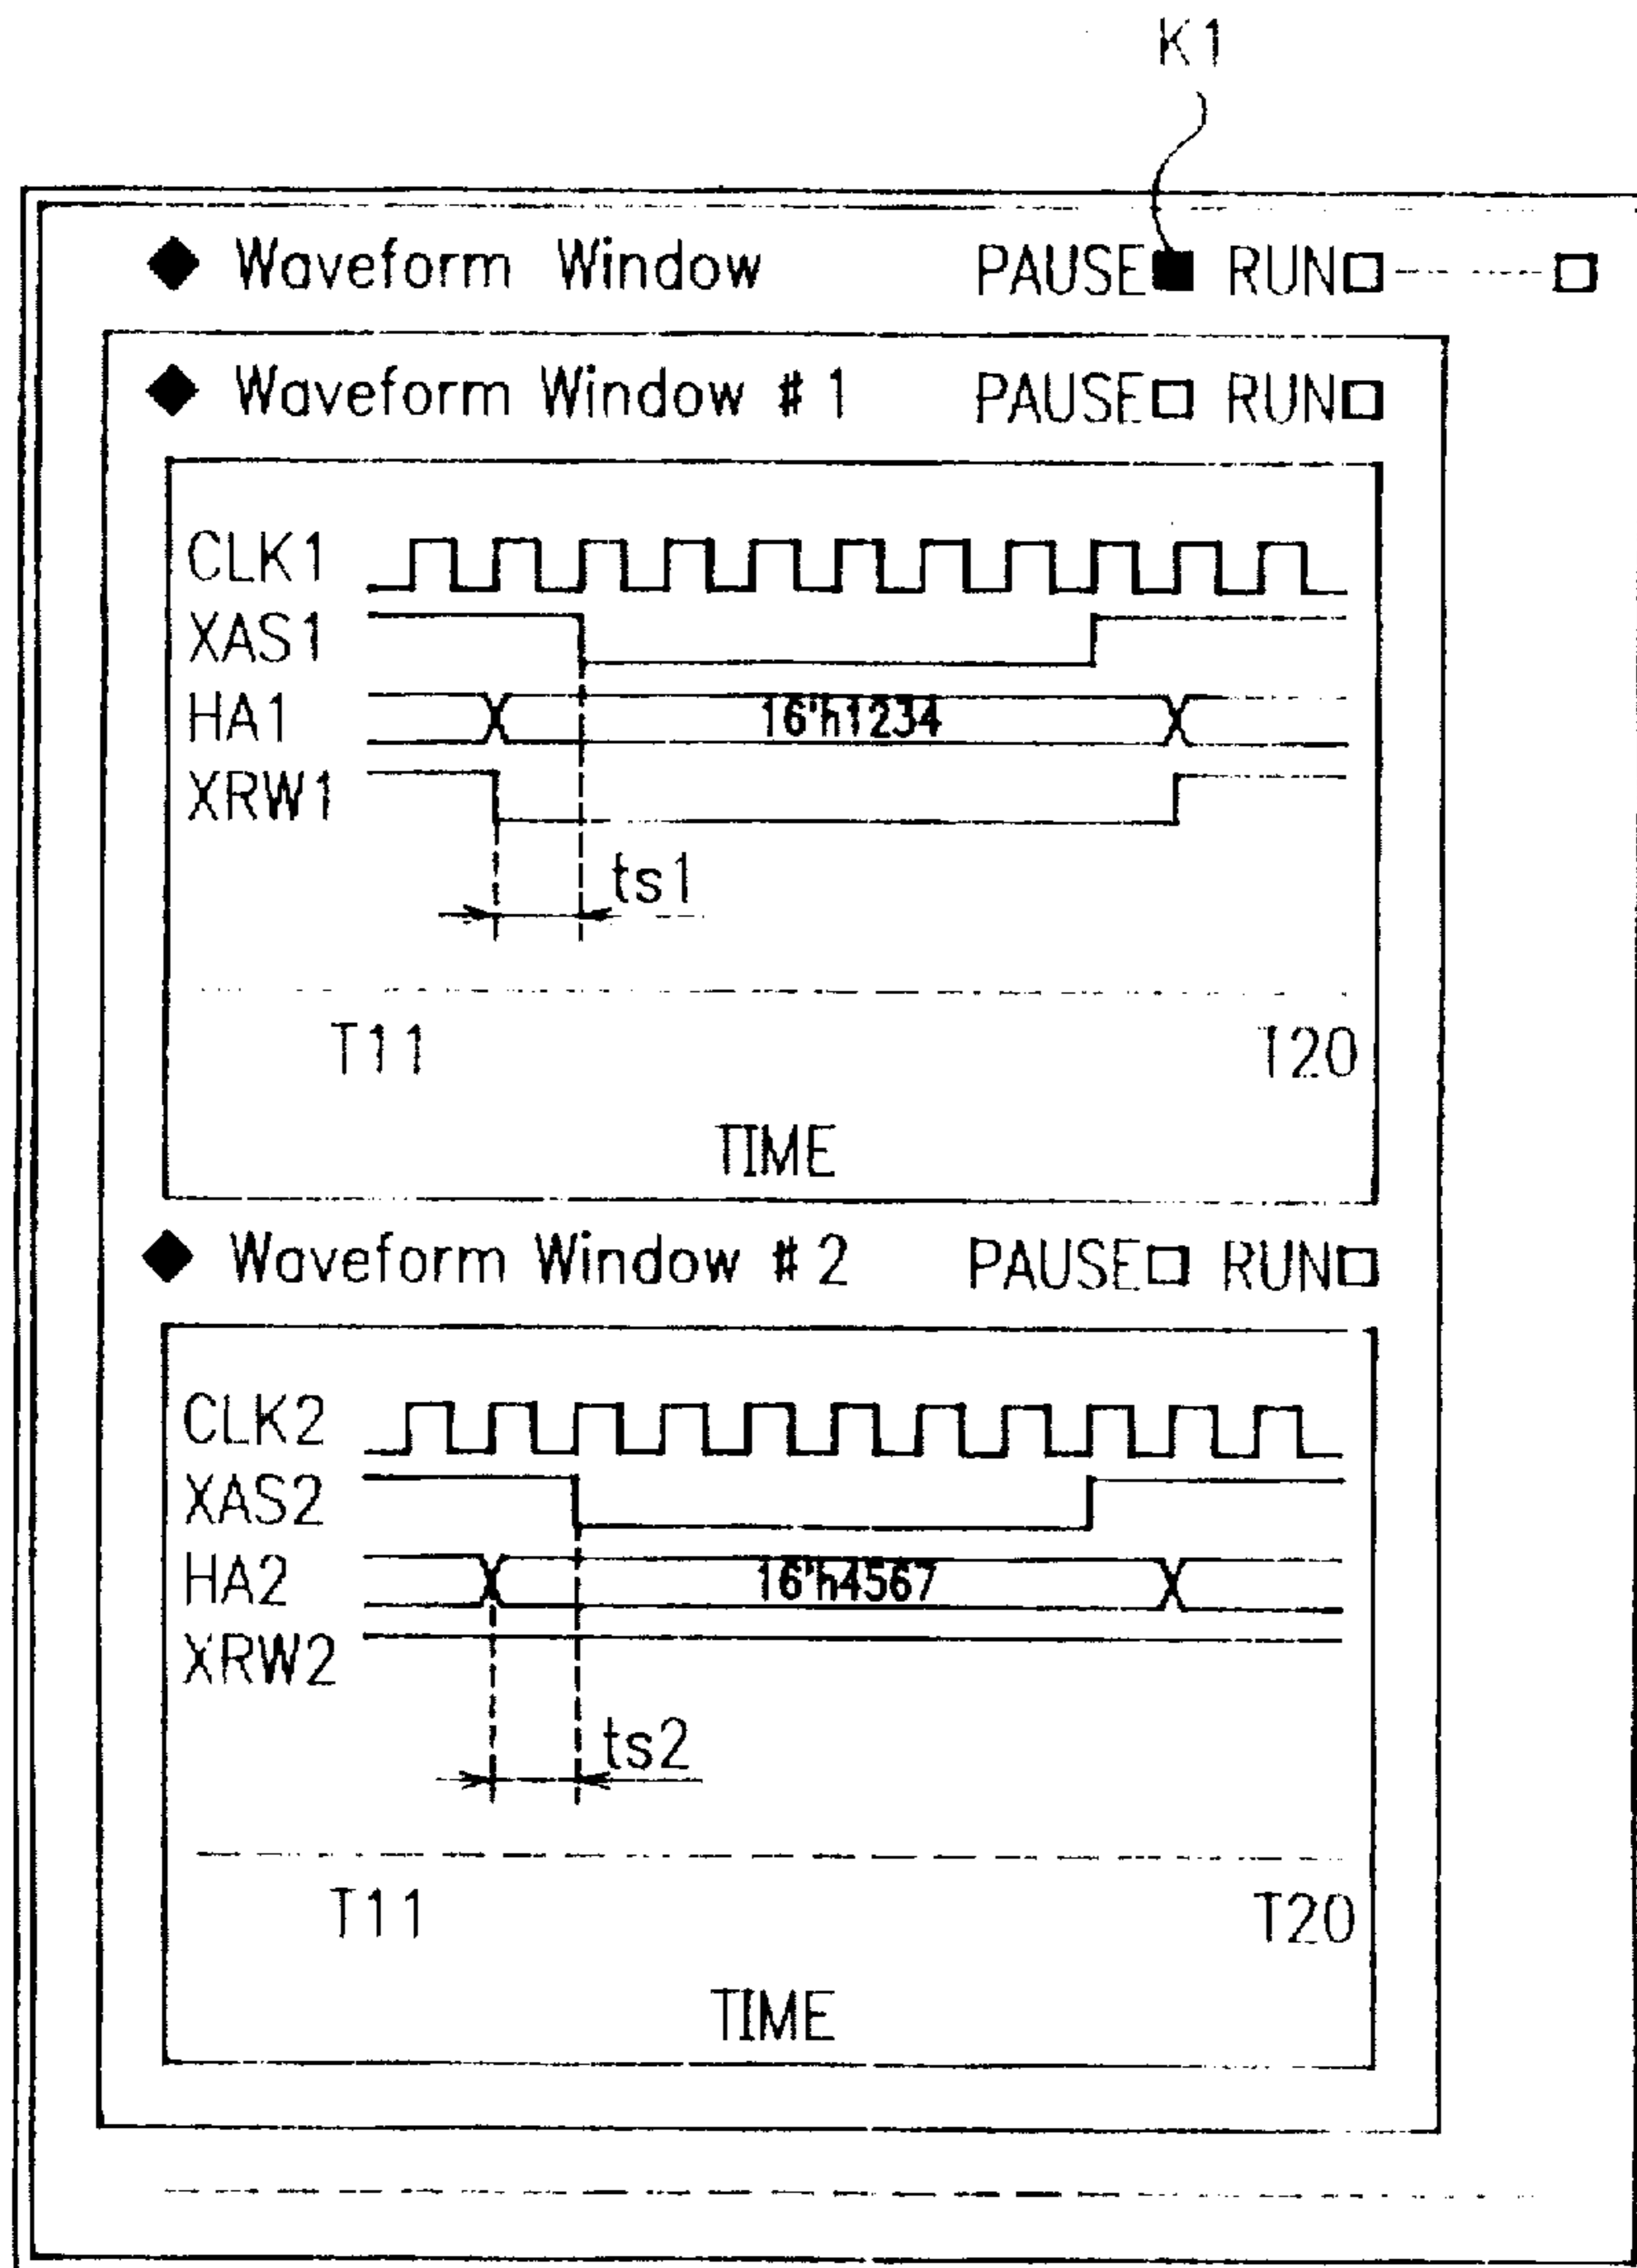 K1
◆ Waveform Window PAUSE■ RUN□-----□
◆ Waveform Window #1 PAUSE□ RUN□
CLK1
XAS1
HA1 16'h1234
XRW1
ts1
T11 T20
TIME
◆ Waveform Window #2 PAUSE□ RUN□
CLK2
XAS2
HA2 16'h4567
XRW2
ts2
T11 T20
TIME